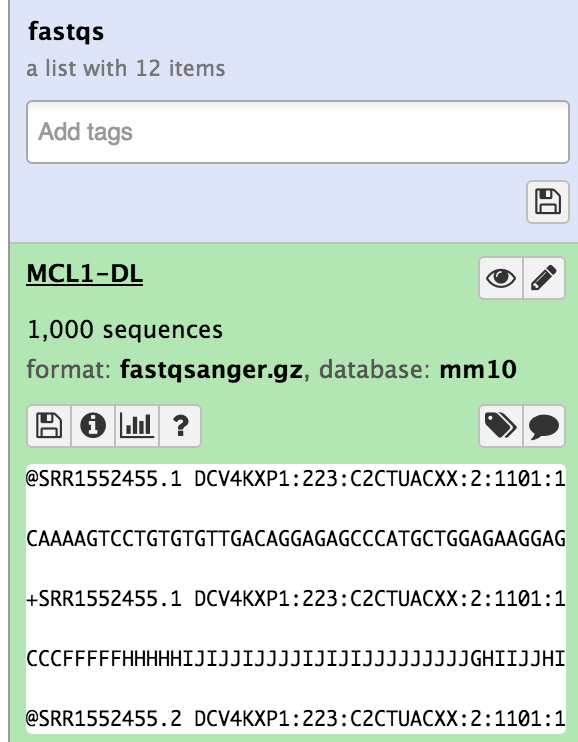 fastqs
a list with 12 items
Add tags
MCL1-DL
1,000 sequences
format: fastqsanger.gz, database: mm10
?
@SRR1552455.1 DCV4KXP1:223:C2CTUACXX:2:1101:1
CAAAAGTCCTGTGTGTTGACAGGAGAGCCCATGCTGGAGAAGGAG
+SRR1552455.1 DCV4KXP1:223:C2CTUACXX:2:1101:1
CCCFFFFFHHHHHIJIJJIJJJJIJIJIJJJJJJJJJGHIIJJHI
@SRR1552455.2 DCV4KXP1:223:C2CTUACXX:2:1101:1